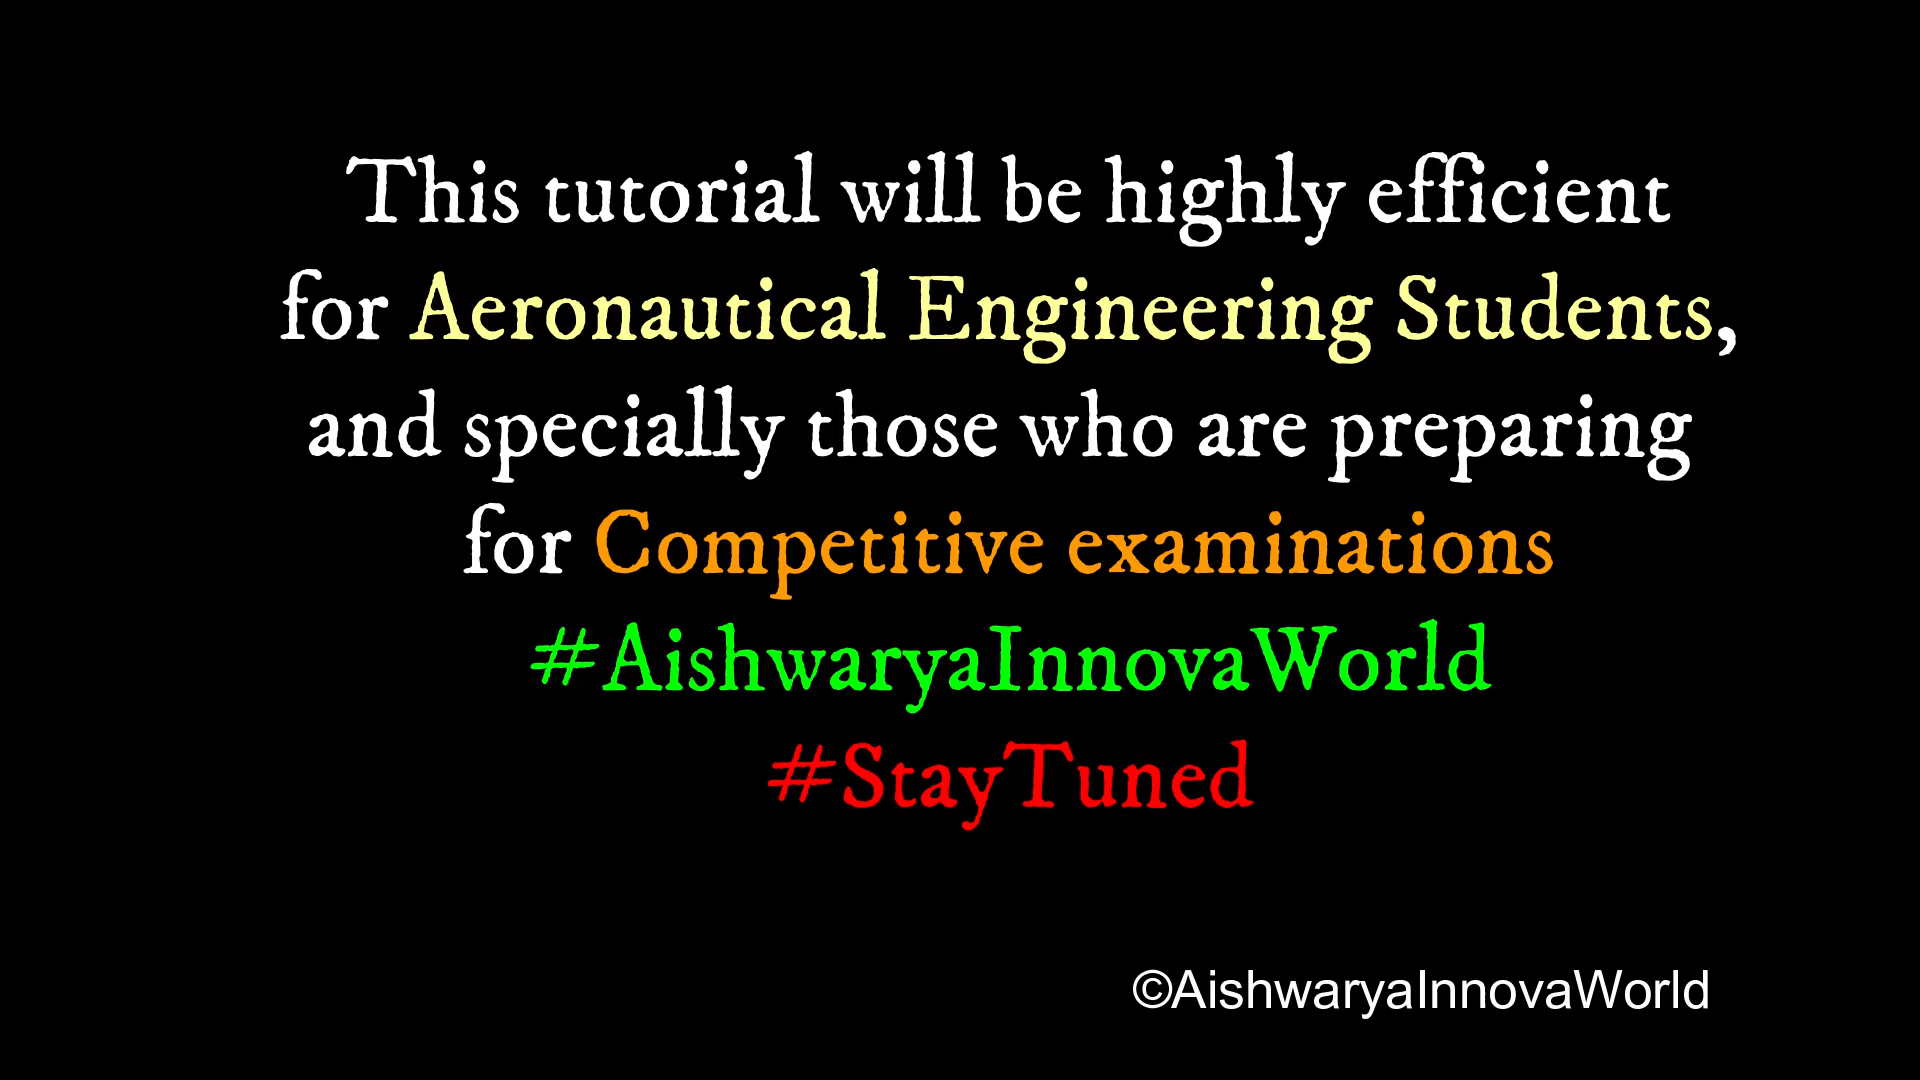 This tutorial will be highly efficient
for Aeronautical Engineering Students,
and specially those who are preparing
for Competitive examinations
#AishwaryaInnovaWorld
#StayTuned
©AishwaryaInnovaWorld